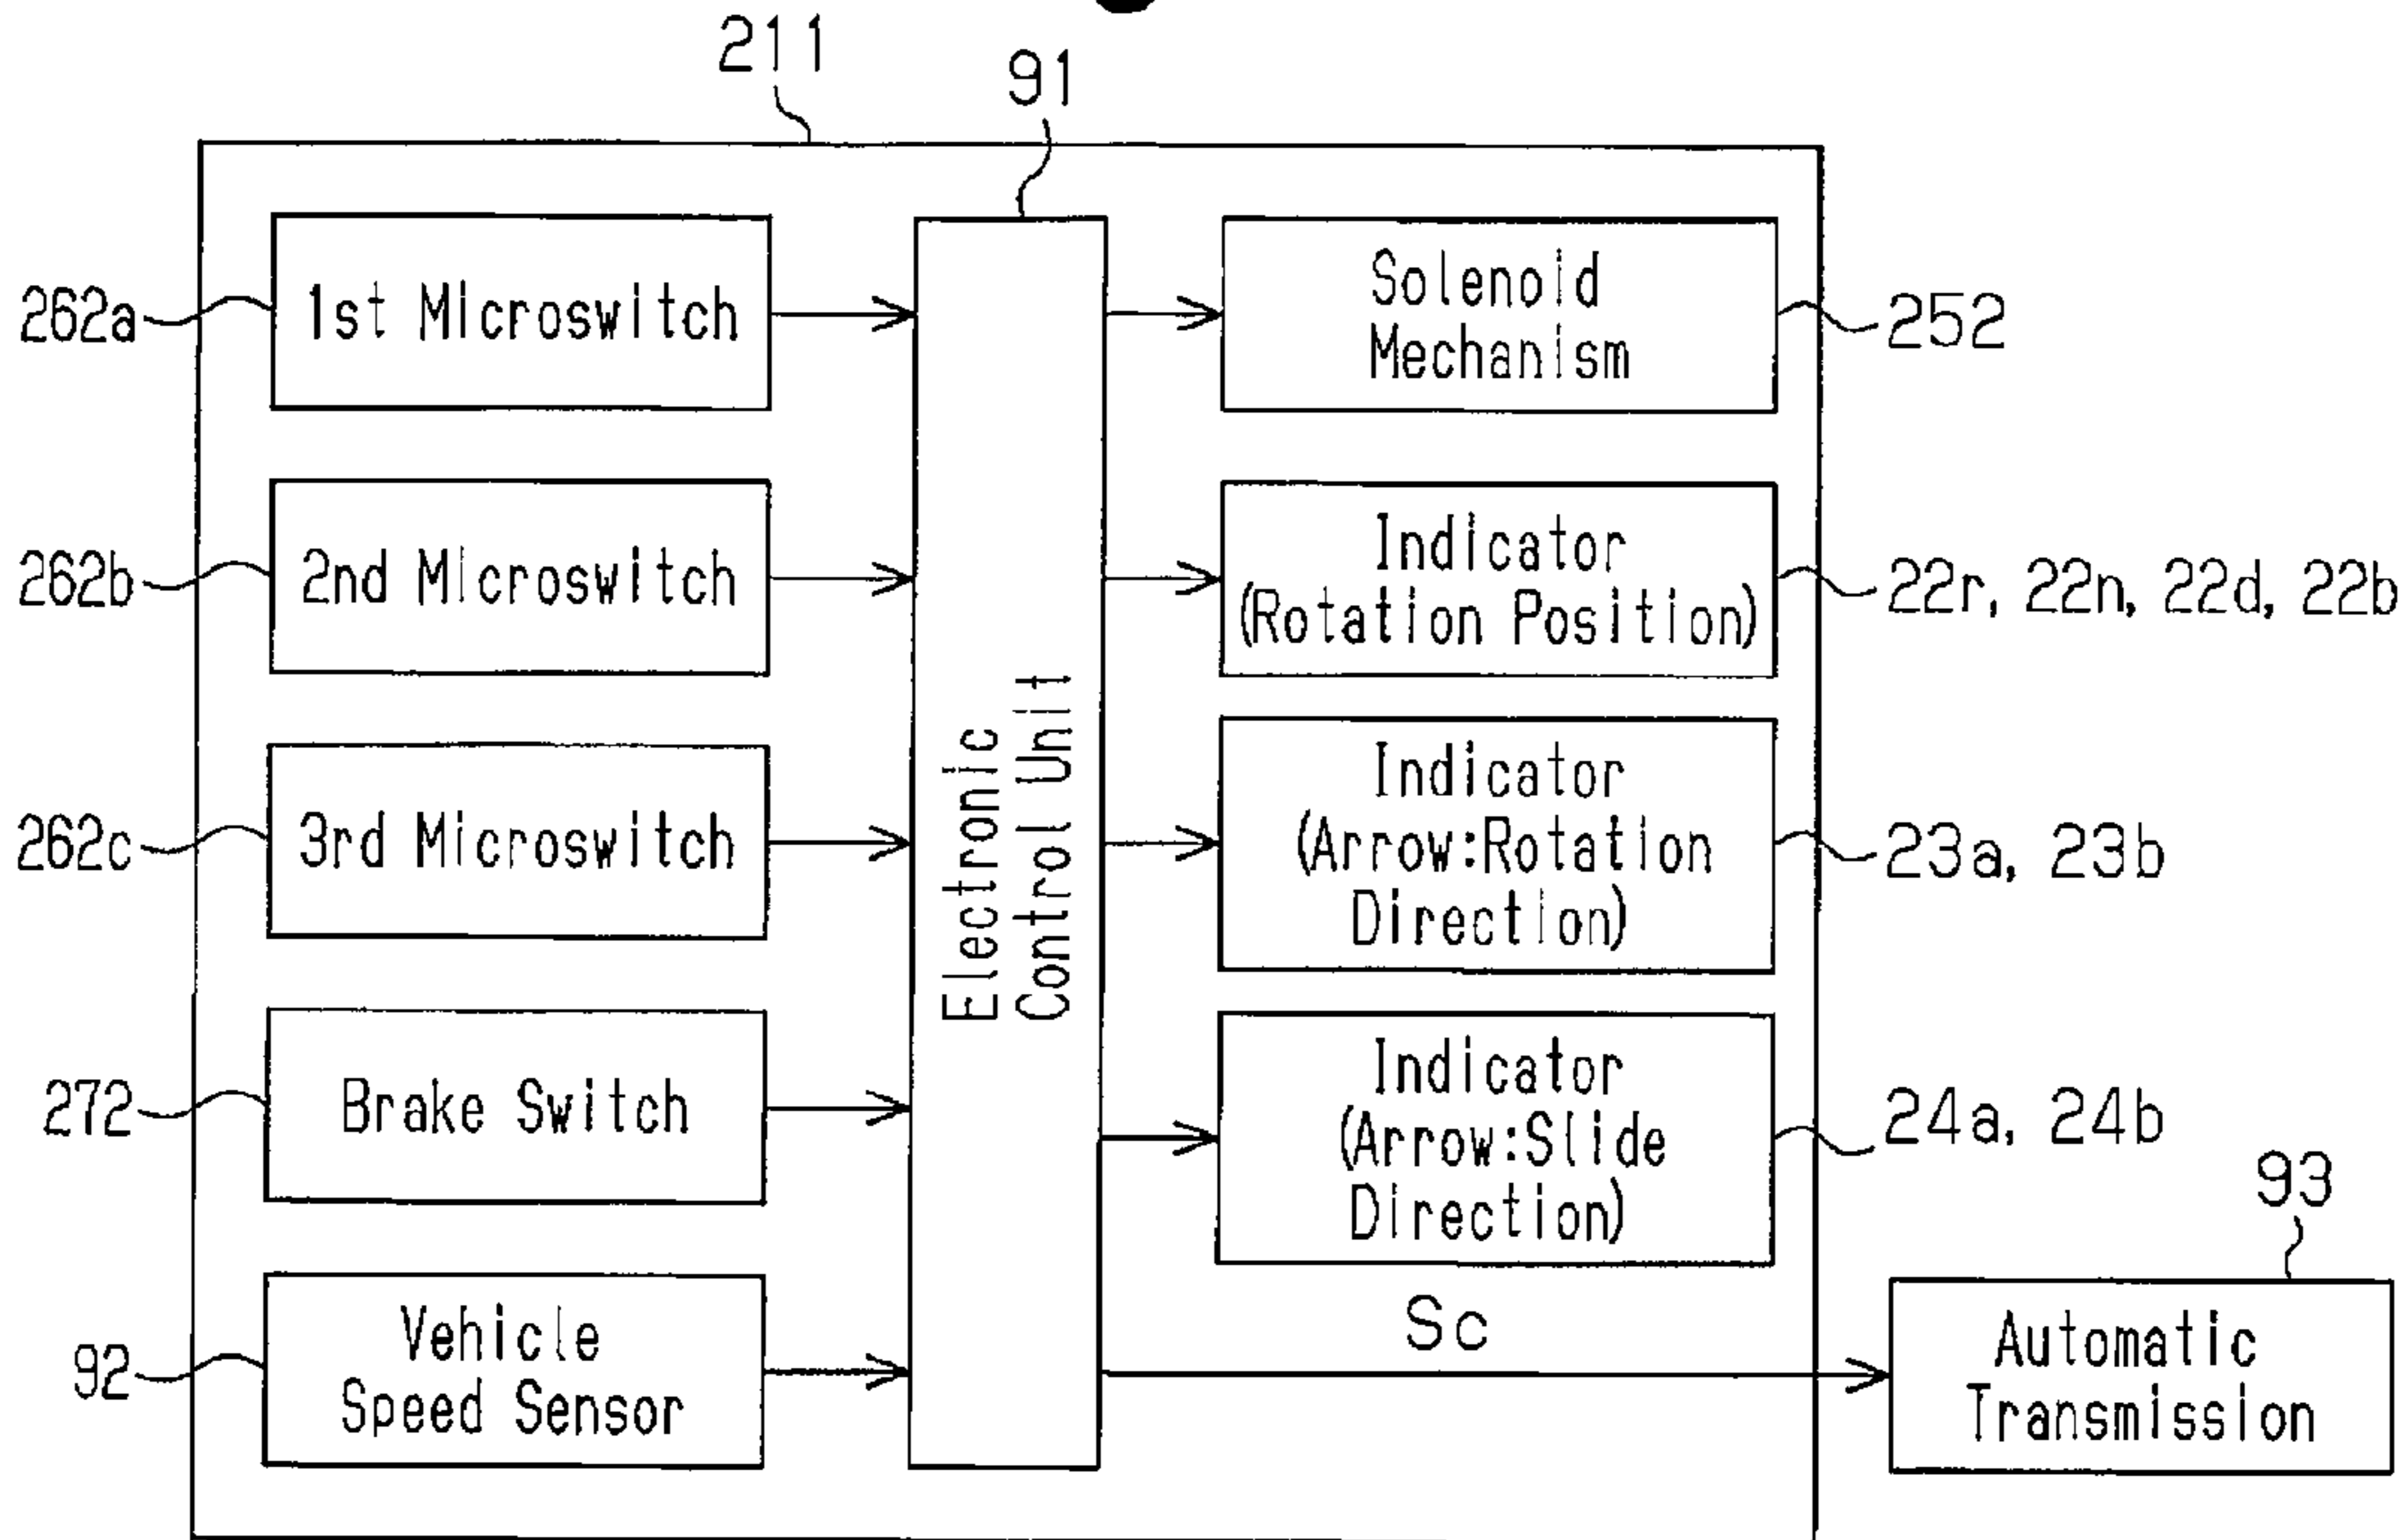 211
91
262a
1st Microswitch
Solenoid
Mechanism
252
262b
2nd Microswitch
Indicator
(Rotation Position)
22r, 22n, 22d, 22b
262c
3rd Microswitch
Electronic
Control Unit
Indicator
(Arrow:Rotation
Direction)
23a, 23b
272
Brake Switch
Indicator
(Arrow:Slide
Direction)
24a, 24b
93
92
Vehicle
Speed Sensor
Sc
Automatic
Transmission